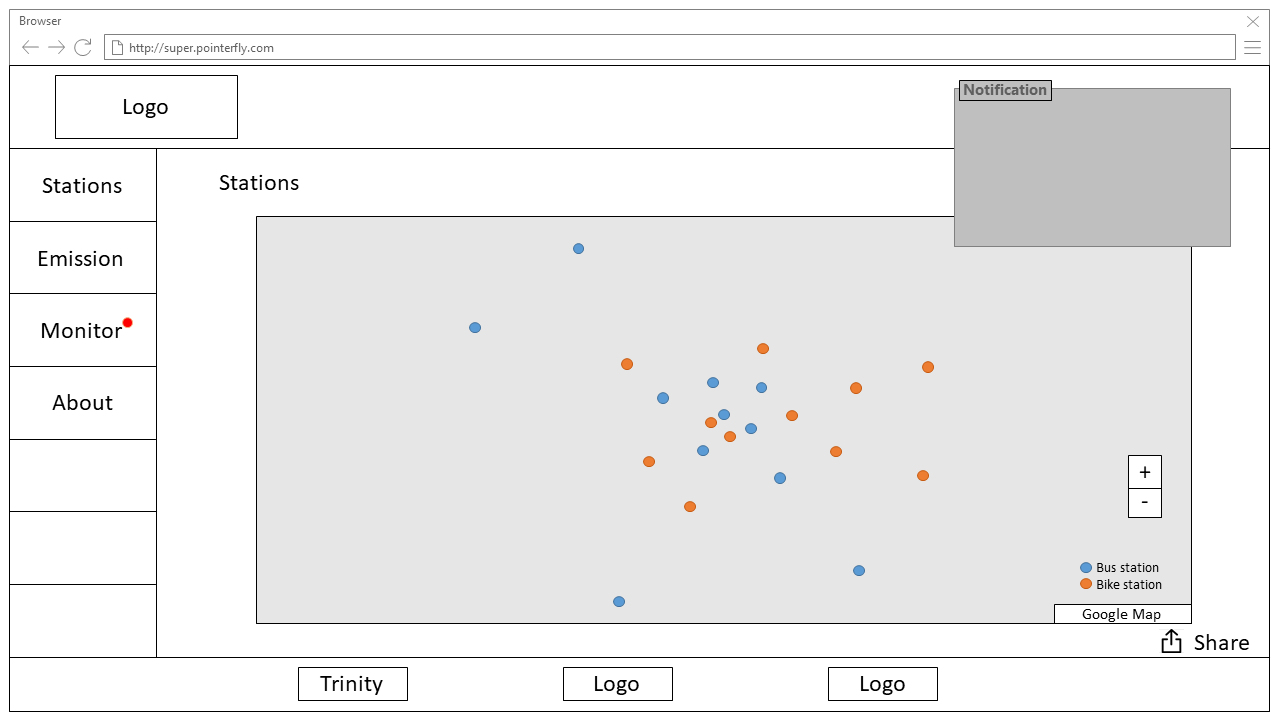 Browser
http://super.pointerfly.com
Logo
Notification
Stations
Emission
Monitor
About
Stations
+
-
Bus station
Bike station
Google Map
Share
Trinity
Logo
Logo